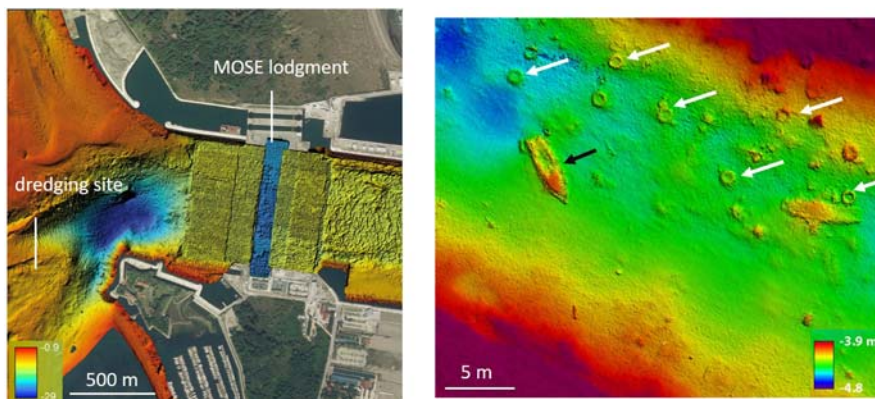 MOSE lodgment
dredging site
-0.9
-29
500 m
5 m
-3.9 m
-4.8